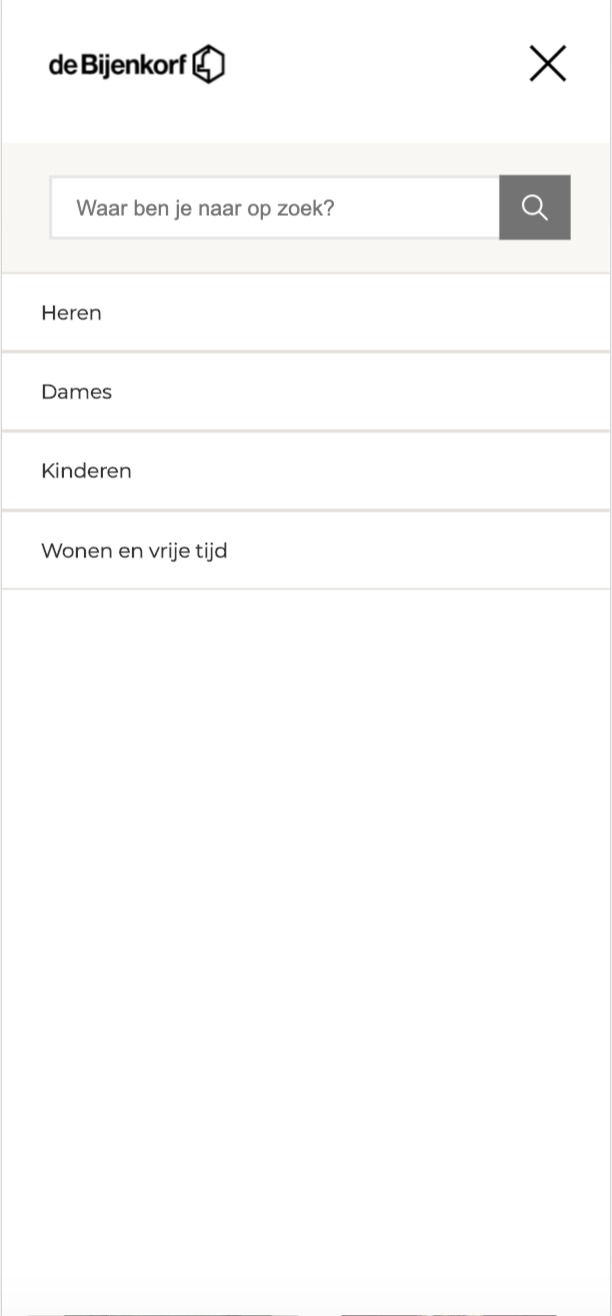 de Bijenkorf
Waar ben je naar op zoek?
Heren
Dames
Kinderen
Wonen en vrije tijd